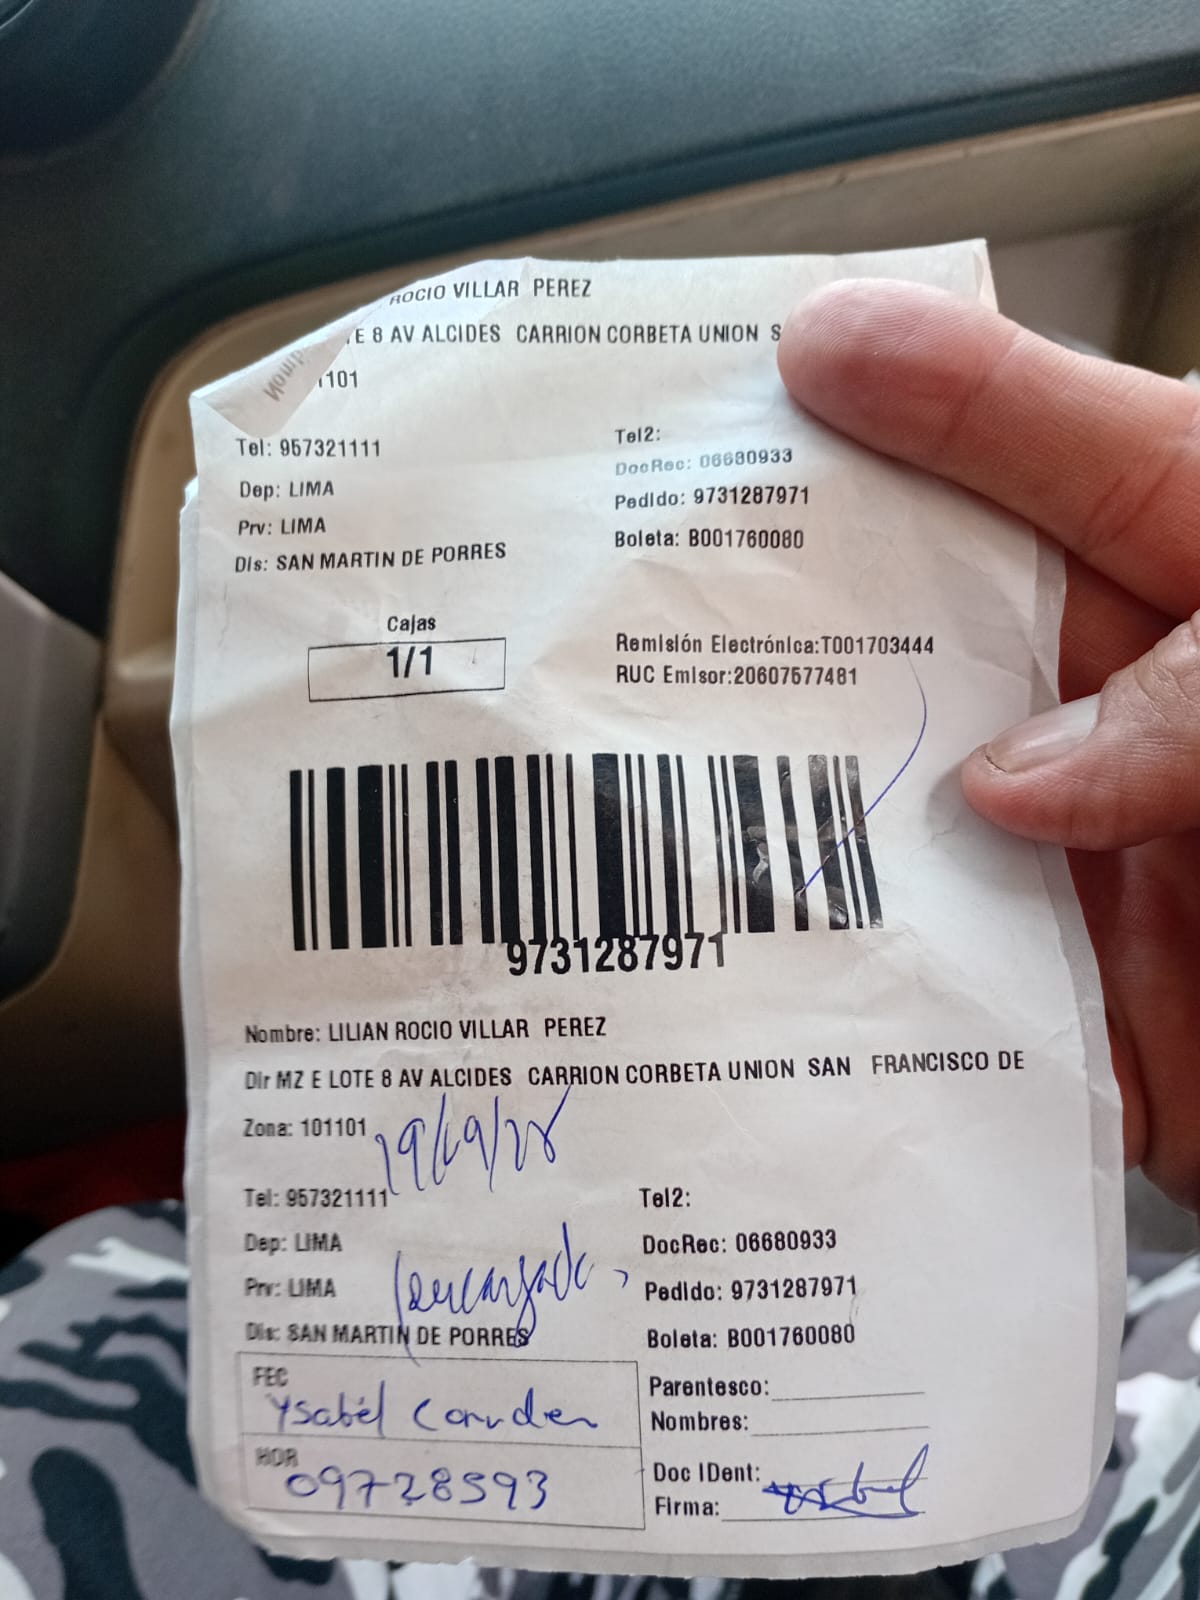 ROCIO VILLAR PEREZ
E 8 AV ALCIDES CARRION CORBETA UNION S
101
Tel: 957321111
Tel2:
DocRec: 06680933
Dep: LIMA
Pedido: 9731287971
Prv: LIMA
Boleta: B001760080
Dis: SAN MARTIN DE PORRES
Cajas
1/1
Remisión Electrónica:T001703444
RUC Emisor:20607577481
9731287971
Nombre: LILIAN ROCIO VILLAR PEREZ
Dir MZ E LOTE 8 AV ALCIDES CARRION CORBETA UNION SAN FRANCISCO DE
Zona: 101101
Tel: 957321111
Tel2:
Dep: LIMA
DocRec: 06680933
Prv: LIMA
Pedido: 9731287971
Dis: SAN MARTIN DE PORRES
Boleta: B001760080
FEC
Ysabel
Parentesco:
Nombres:
HOR
09728593
Doc IDent:
Firma: